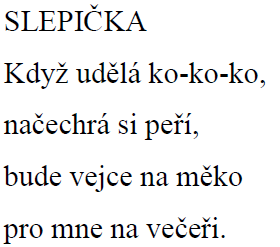 SLEPIČKA
Když udělá ko-ko-ko,
načechrá si peří,
bude vejce na měko
pro mne na večeři.